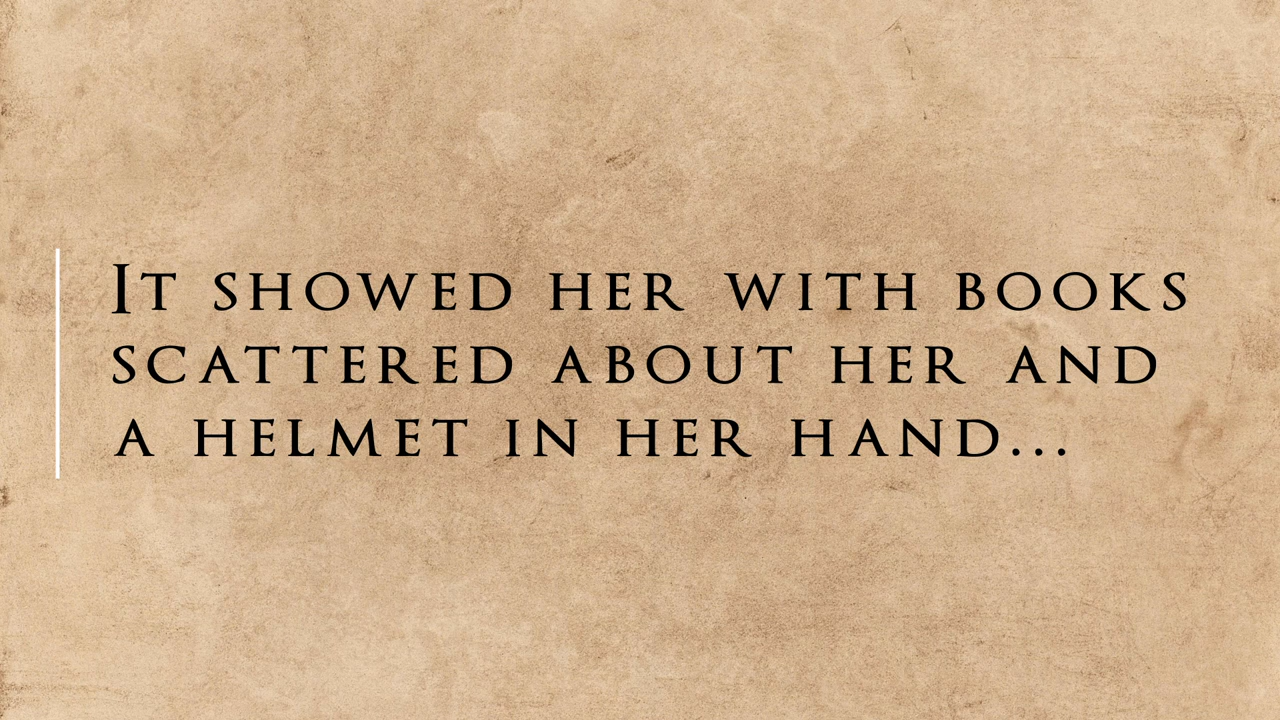 It showed her with books
scattered about her and
a helmet in her hand...